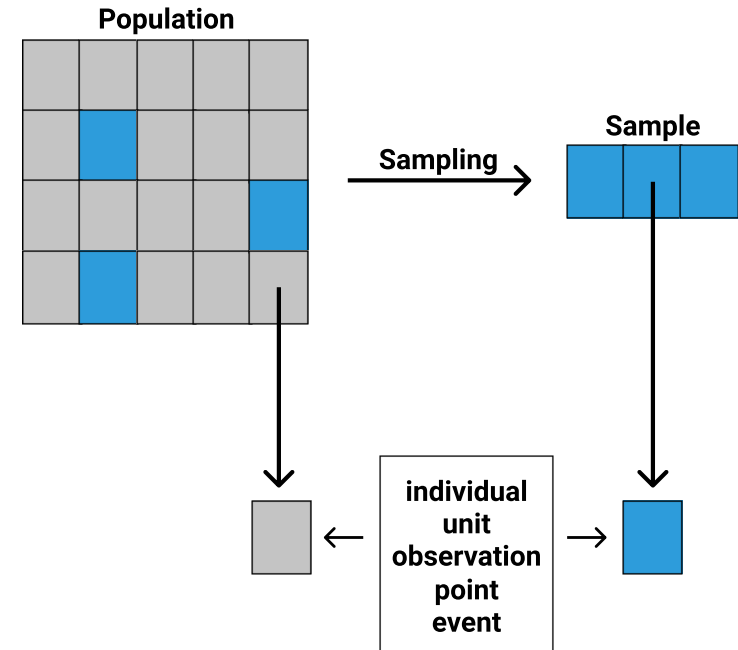 Population
Sample
Sampling
individual
unit
observation
point
event